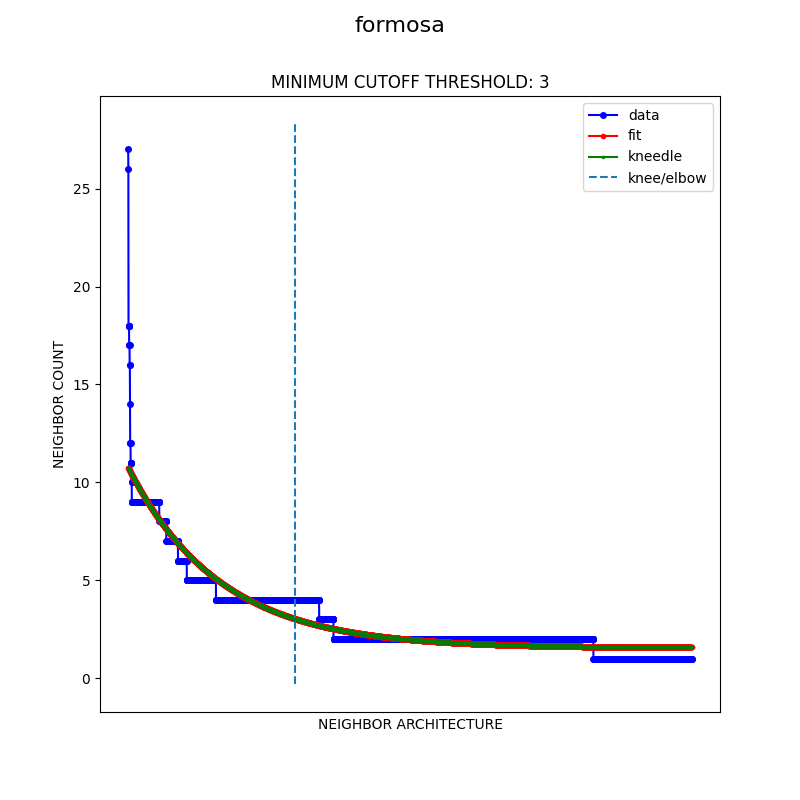 formosa
MINIMUM CUTOFF THRESHOLD: 3
data
fit
kneedle
knee/elbow
25
20
15
10
5
0
NEIGHBOR COUNT
NEIGHBOR ARCHITECTURE